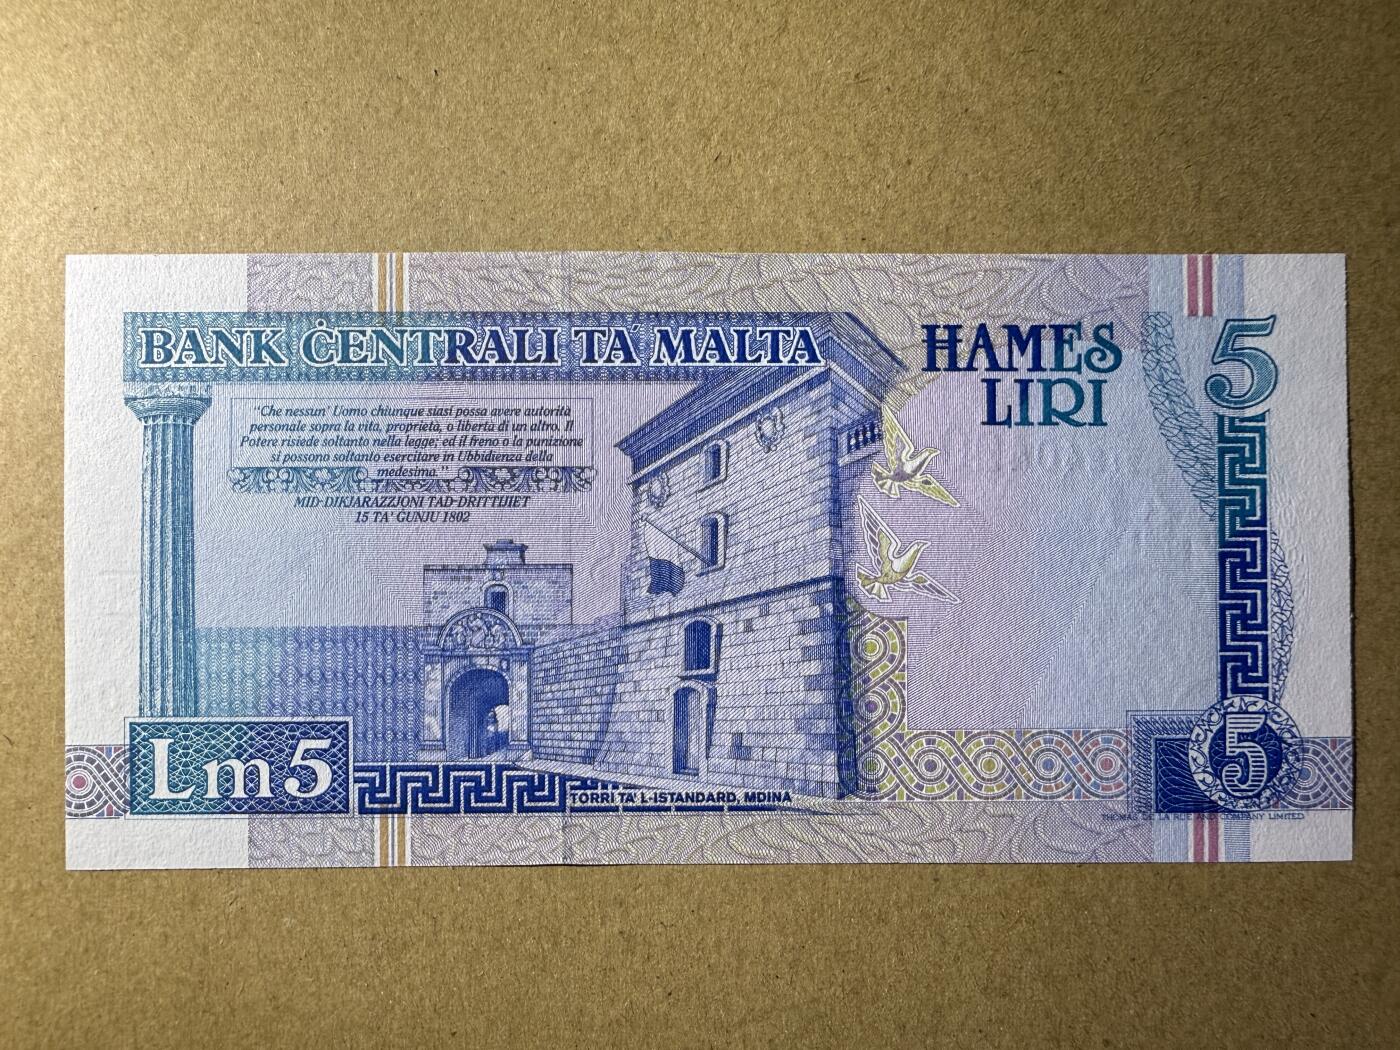 BANK ĊENTRALI TA' MALTA
ĦAMES
LIRI
5
"Che nessun' Uomo chiunque siasi possa avere autorità
personale sopra la vita, proprietà, o libertà di un altro. Il
Potere risiede soltanto nella legge; ed il freno o la punizione
si possono soltanto esercitare in Ubbidienza della
medesima."
MID-DIKJARAZZJONI TAD-DRITTIJIET
15 TA' ĠUNJU 1802
Lm5
TORRI TA' L-ISTANDARD, MDINA
5
THOMAS DE LA RUE AND COMPANY LIMITED